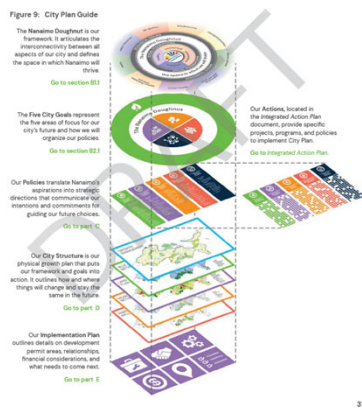 Figure 9: City Plan Guide
The Nanaimo Doughnut is our
framework. It articulates the
interconnectivity between all
aspects of our city and defines
the space in which Nanaimo will
thrive.
Go to section B1.1
The Five City Goals represent
the five areas of focus for our
city's future and how we will
organize our policies.
Go to section B2.1
Our Actions, located in
the Integrated Action Plan
document, provide specific
projects, programs, and policies
to implement City Plan.
Go to Integrated Action Plan.
Our Policies translate Nanaimo's
aspirations into strategic
directions that communicate our
intentions and commitments for
guiding our future choices.
Go to part C
Our City Structure is our
physical growth plan that puts
our framework and goals into
action. It outlines how and where
things will change and stay the
same in the future.
Go to part D
Our Implementation Plan
outlines details on development
permit areas, relationships,
financial considerations, and
what needs to come next.
Go to part E
The Nanaimo Doughnut
DRAFT